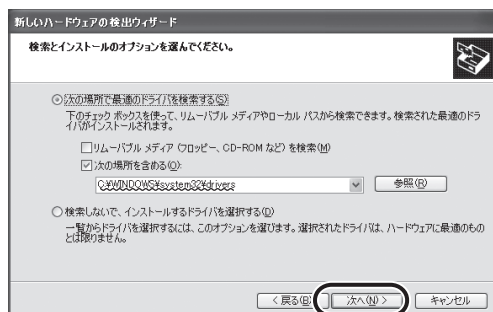 新しいハードウェアの検出ウィザード
検索とインストールのオプションを選んでください。
次の場所で最適のドライバを検索する(S)
下のチェック ボックスを使って、リムーバブル メディアやローカル パスから検索できます。検索された最適のドラ
イバがインストールされます。
リムーバブル メディア (フロッピー、CD-ROM など) を検索(M)
次の場所を含める(O):
C:¥WINDOWS¥system32¥drivers
参照(R)
検索しないで、インストールするドライバを選択する(D)
一覧からドライバを選択するには、このオプションを選びます。選択されたドライバは、ハードウェアに最適のもの
とは限りません。
< 戻る(B) 次へ(N) > キャンセル